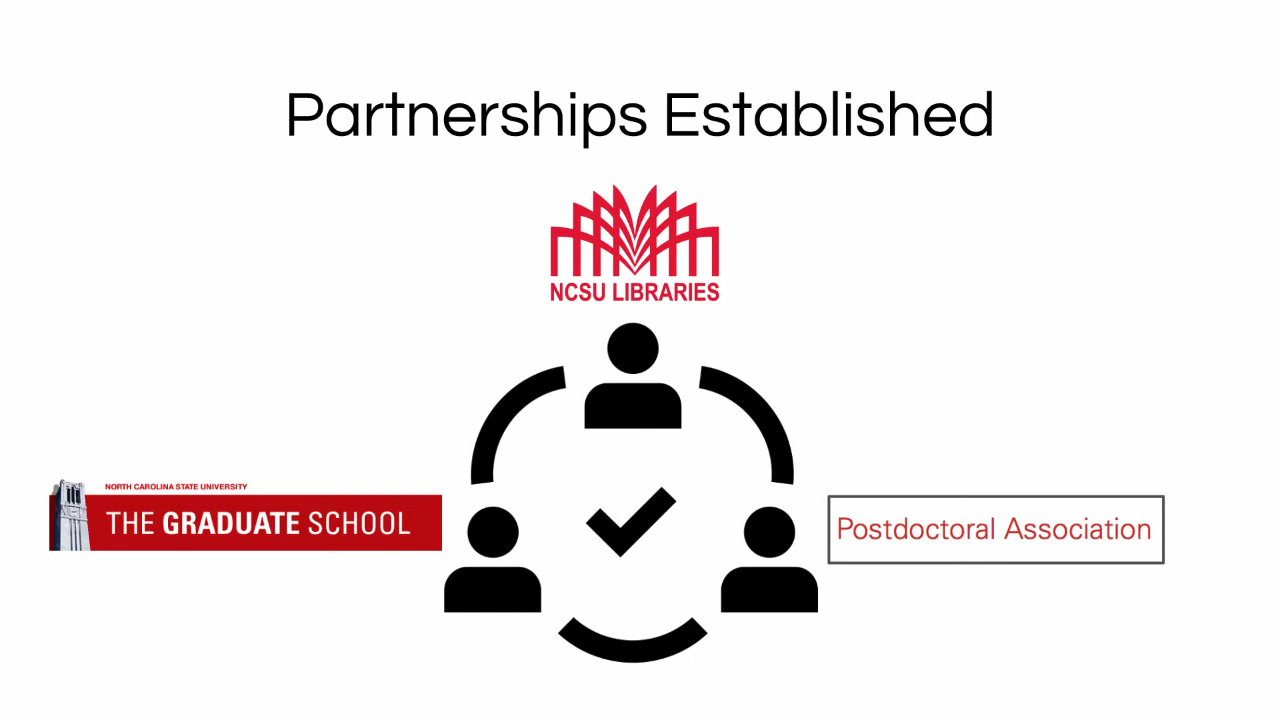 Partnerships Established
NCSU LIBRARIES
NORTH CAROLINA STATE UNIVERSITY
THE GRADUATE SCHOOL
Postdoctoral Association